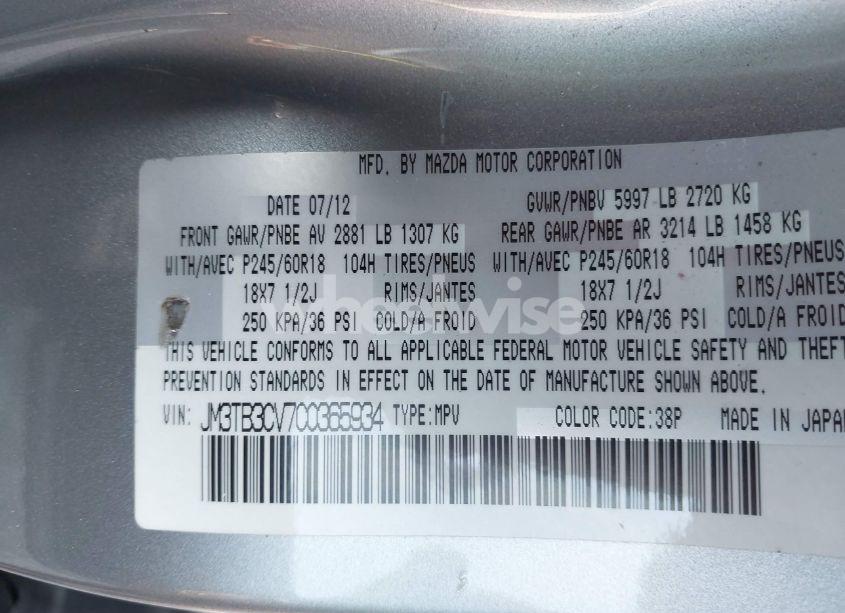 MFD. BY MAZDA MOTOR CORPORATION
DATE 07/12 GVWR/PNBV 5997 LB 2720 KG
FRONT GAWR/PNBE AV 2881 LB 1307 KG REAR GAWR/PNBE AR 3214 LB 1458 KG
WITH/AVEC P245/60R18 104H TIRES/PNEUS WITH/AVEC P245/60R18 104H TIRES/PNEUS
18X7 1/2J RIMS/JANTES 18X7 1/2J RIMS/JANTES
250 KPA/36 PSI COLD/A FROID 250 KPA/36 PSI COLD/A FROID
wheelwise
THIS VEHICLE CONFORMS TO ALL APPLICABLE FEDERAL MOTOR VEHICLE SAFETY AND THEFT
PREVENTION STANDARDS IN EFFECT ON THE DATE OF MANUFACTURE SHOWN ABOVE.
VIN: JM3TB3CV7C0365934 TYPE:MPV COLOR CODE:38P MADE IN JAPAN